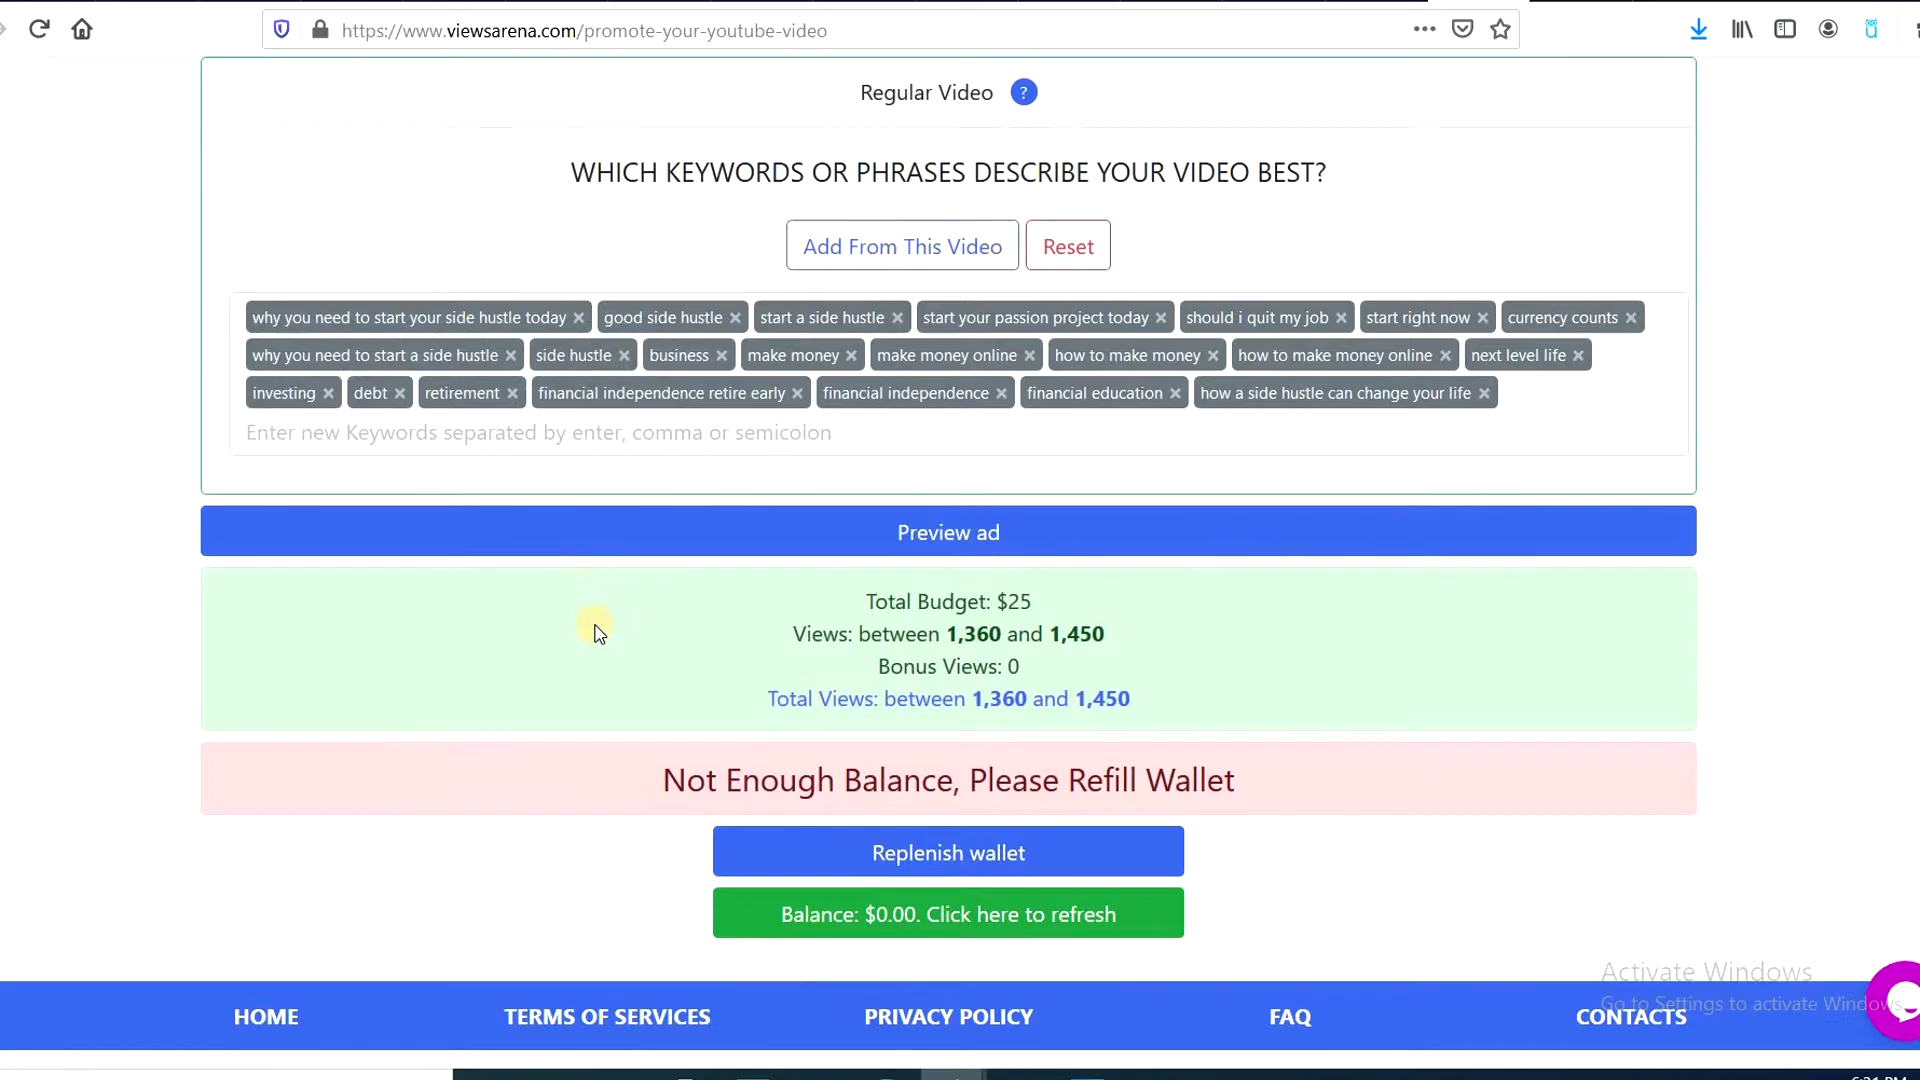 https://www.viewsarena.com/promote-your-youtube-video
Regular Video ?
WHICH KEYWORDS OR PHRASES DESCRIBE YOUR VIDEO BEST?
Add From This Video Reset
why you need to start your side hustle today × good side hustle × start a side hustle × start your passion project today × should i quit my job × start right now × currency counts ×
why you need to start a side hustle × side hustle × business × make money × make money online × how to make money × how to make money online × next level life ×
investing × debt × retirement × financial independence retire early × financial independence × financial education × how a side hustle can change your life ×
Enter new Keywords separated by enter, comma or semicolon
Preview ad
Total Budget: $25
Views: between 1,360 and 1,450
Bonus Views: 0
Total Views: between 1,360 and 1,450
Not Enough Balance, Please Refill Wallet
Replenish wallet
Balance: $0.00. Click here to refresh
Activate Windows
Go to Settings to activate Windows.
HOME TERMS OF SERVICES PRIVACY POLICY FAQ CONTACTS